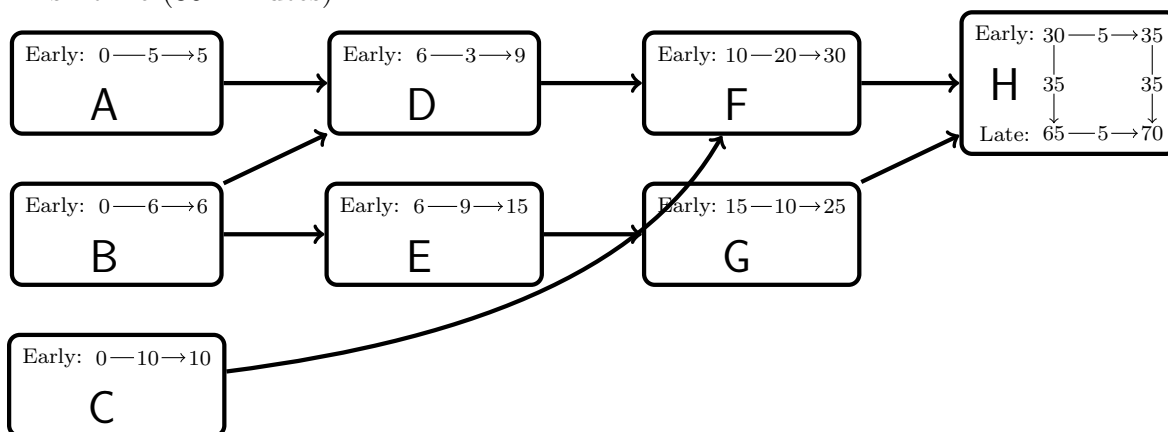 Early: 0 5 5
A
Early: 6 3 9
D
Early: 10 20 30
F
Early: 30 5 35
H
35 35
Late: 65 5 70
Early: 0 6 6
B
Early: 6 9 15
E
Early: 15 10 25
G
Early: 0 10 10
C